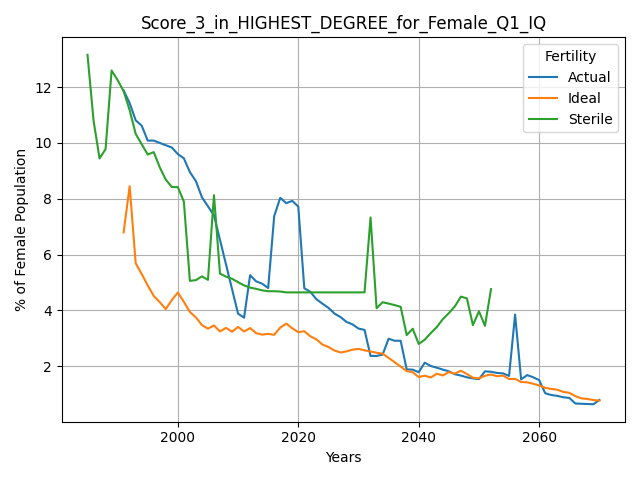 Score_3_in_HIGHEST_DEGREE_for_Female_Q1_IQ
Fertility
Actual
Ideal
Sterile
% of Female Population
12
10
8
6
4
2
2000
2020
2040
2060
Years